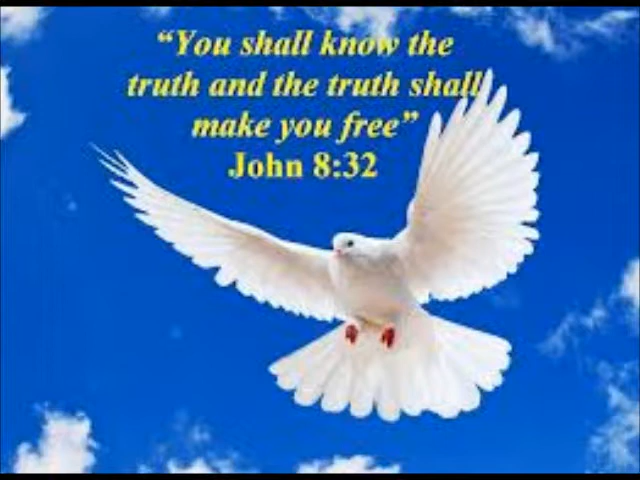 “You shall know the
truth and the truth shall
make you free”
John 8:32